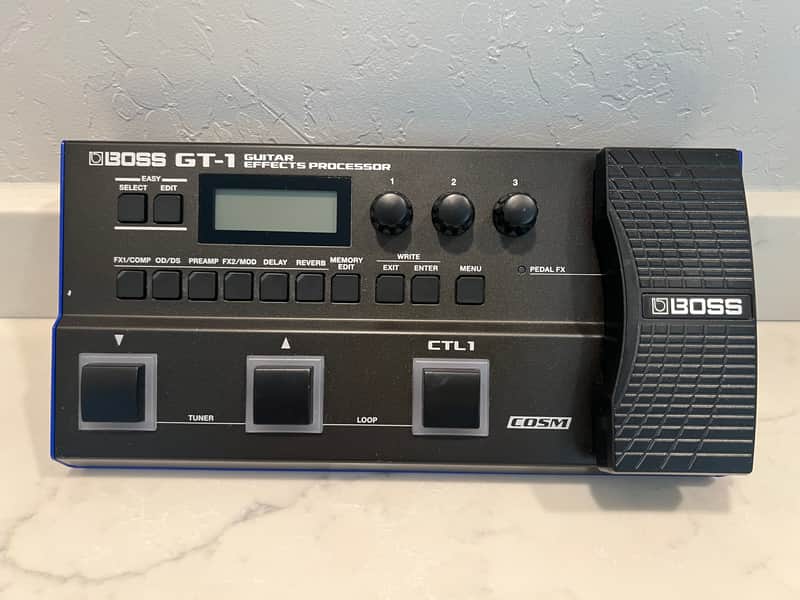 BOSS GT-1 GUITAR
EFFECTS PROCESSOR
EASY
SELECT EDIT
1 2 3
FX1/COMP OD/DS PREAMP FX2/MOD DELAY REVERB MEMORY
EDIT
WRITE
EXIT ENTER
MENU
PEDAL FX
BOSS
▼ ▲ CTL1
TUNER LOOP
COSM